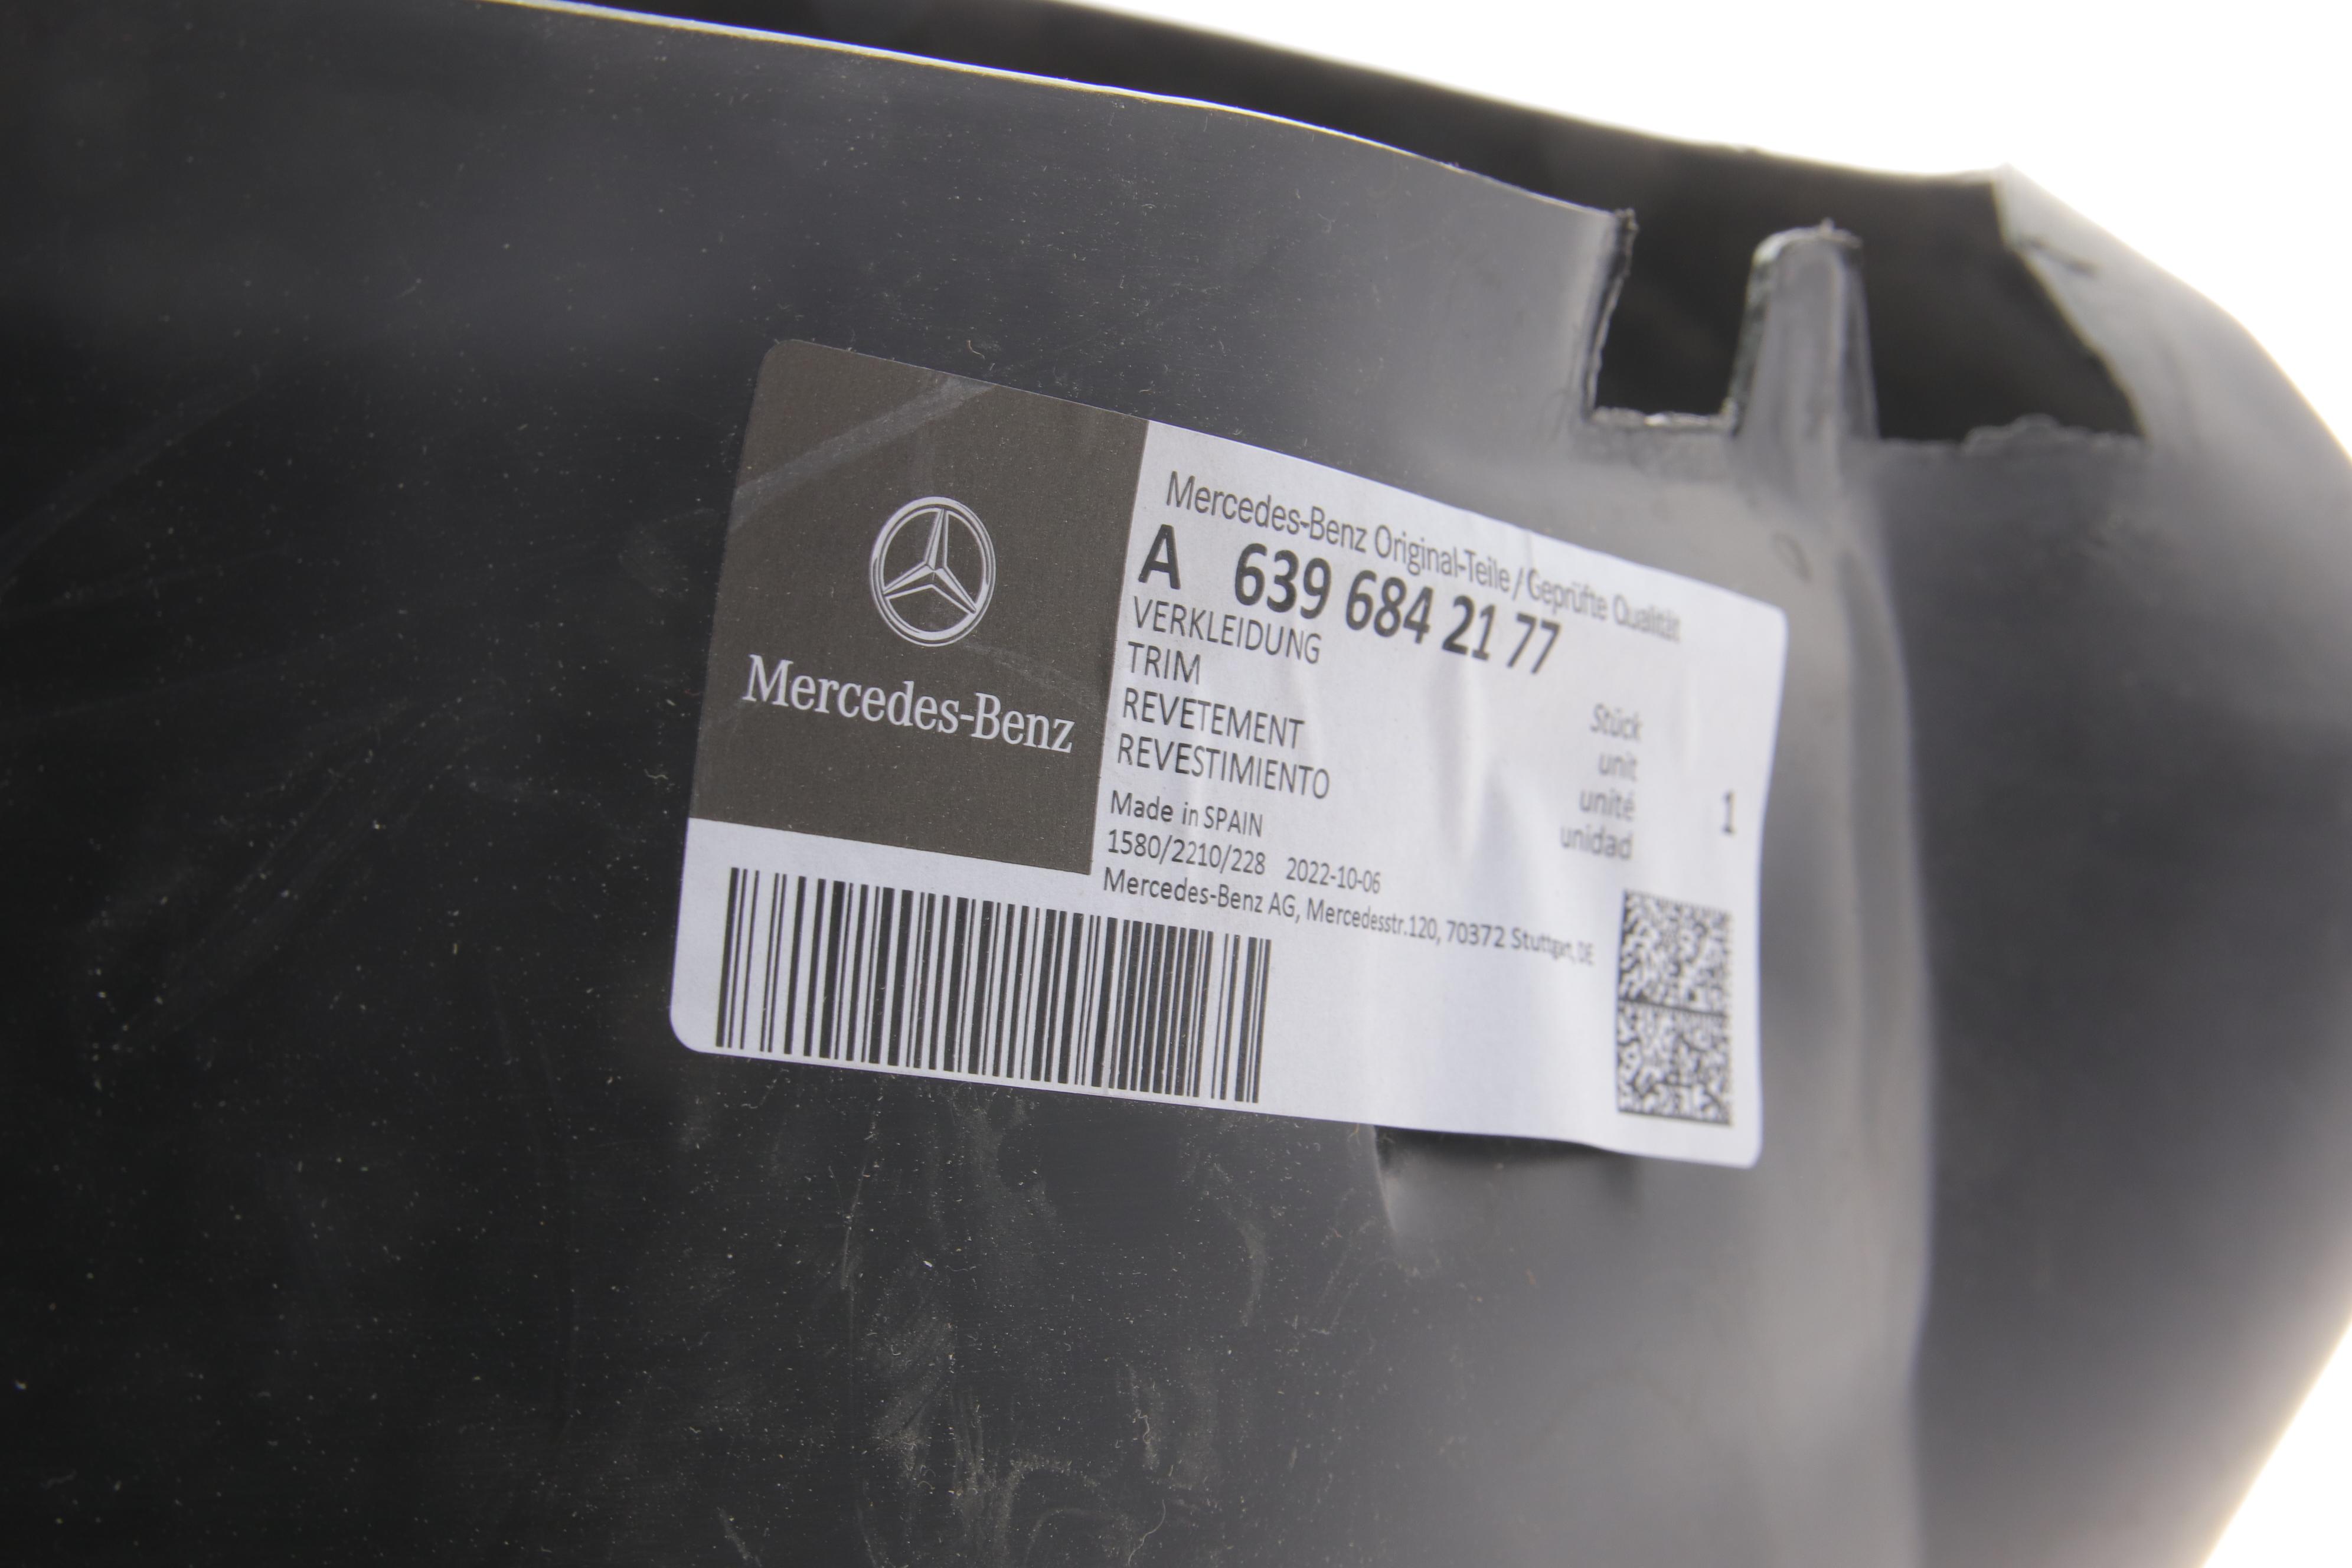 Mercedes-Benz
Mercedes-Benz Original-Teile / Geprüfte Qualität
A 639 684 21 77
VERKLEIDUNG
TRIM
REVETEMENT
REVESTIMIENTO
Stück
unit
unité
unidad
1
Made in SPAIN
1580/2210/228 2022-10-06
Mercedes-Benz AG, Mercedesstr.120, 70372 Stuttgart, DE